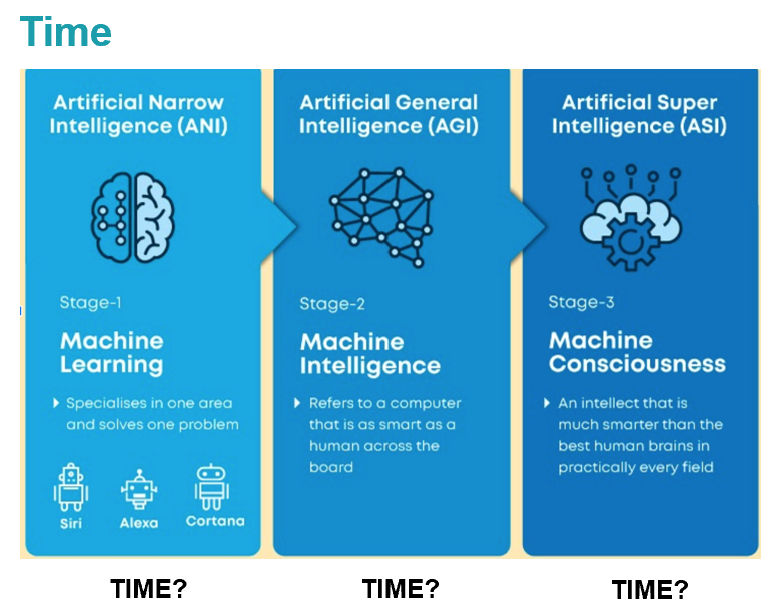 Time
Artificial Narrow
Intelligence (ANI)
Stage-1
Machine
Learning
Specialises in one area
and solves one problem
Siri
Alexa
Cortana
Artificial General
Intelligence (AGI)
Stage-2
Machine
Intelligence
Refers to a computer
that is as smart as a
human across the
board
Artificial Super
Intelligence (ASI)
Stage-3
Machine
Consciousness
An intellect that is
much smarter than the
best human brains in
practically every field
TIME?
TIME?
TIME?